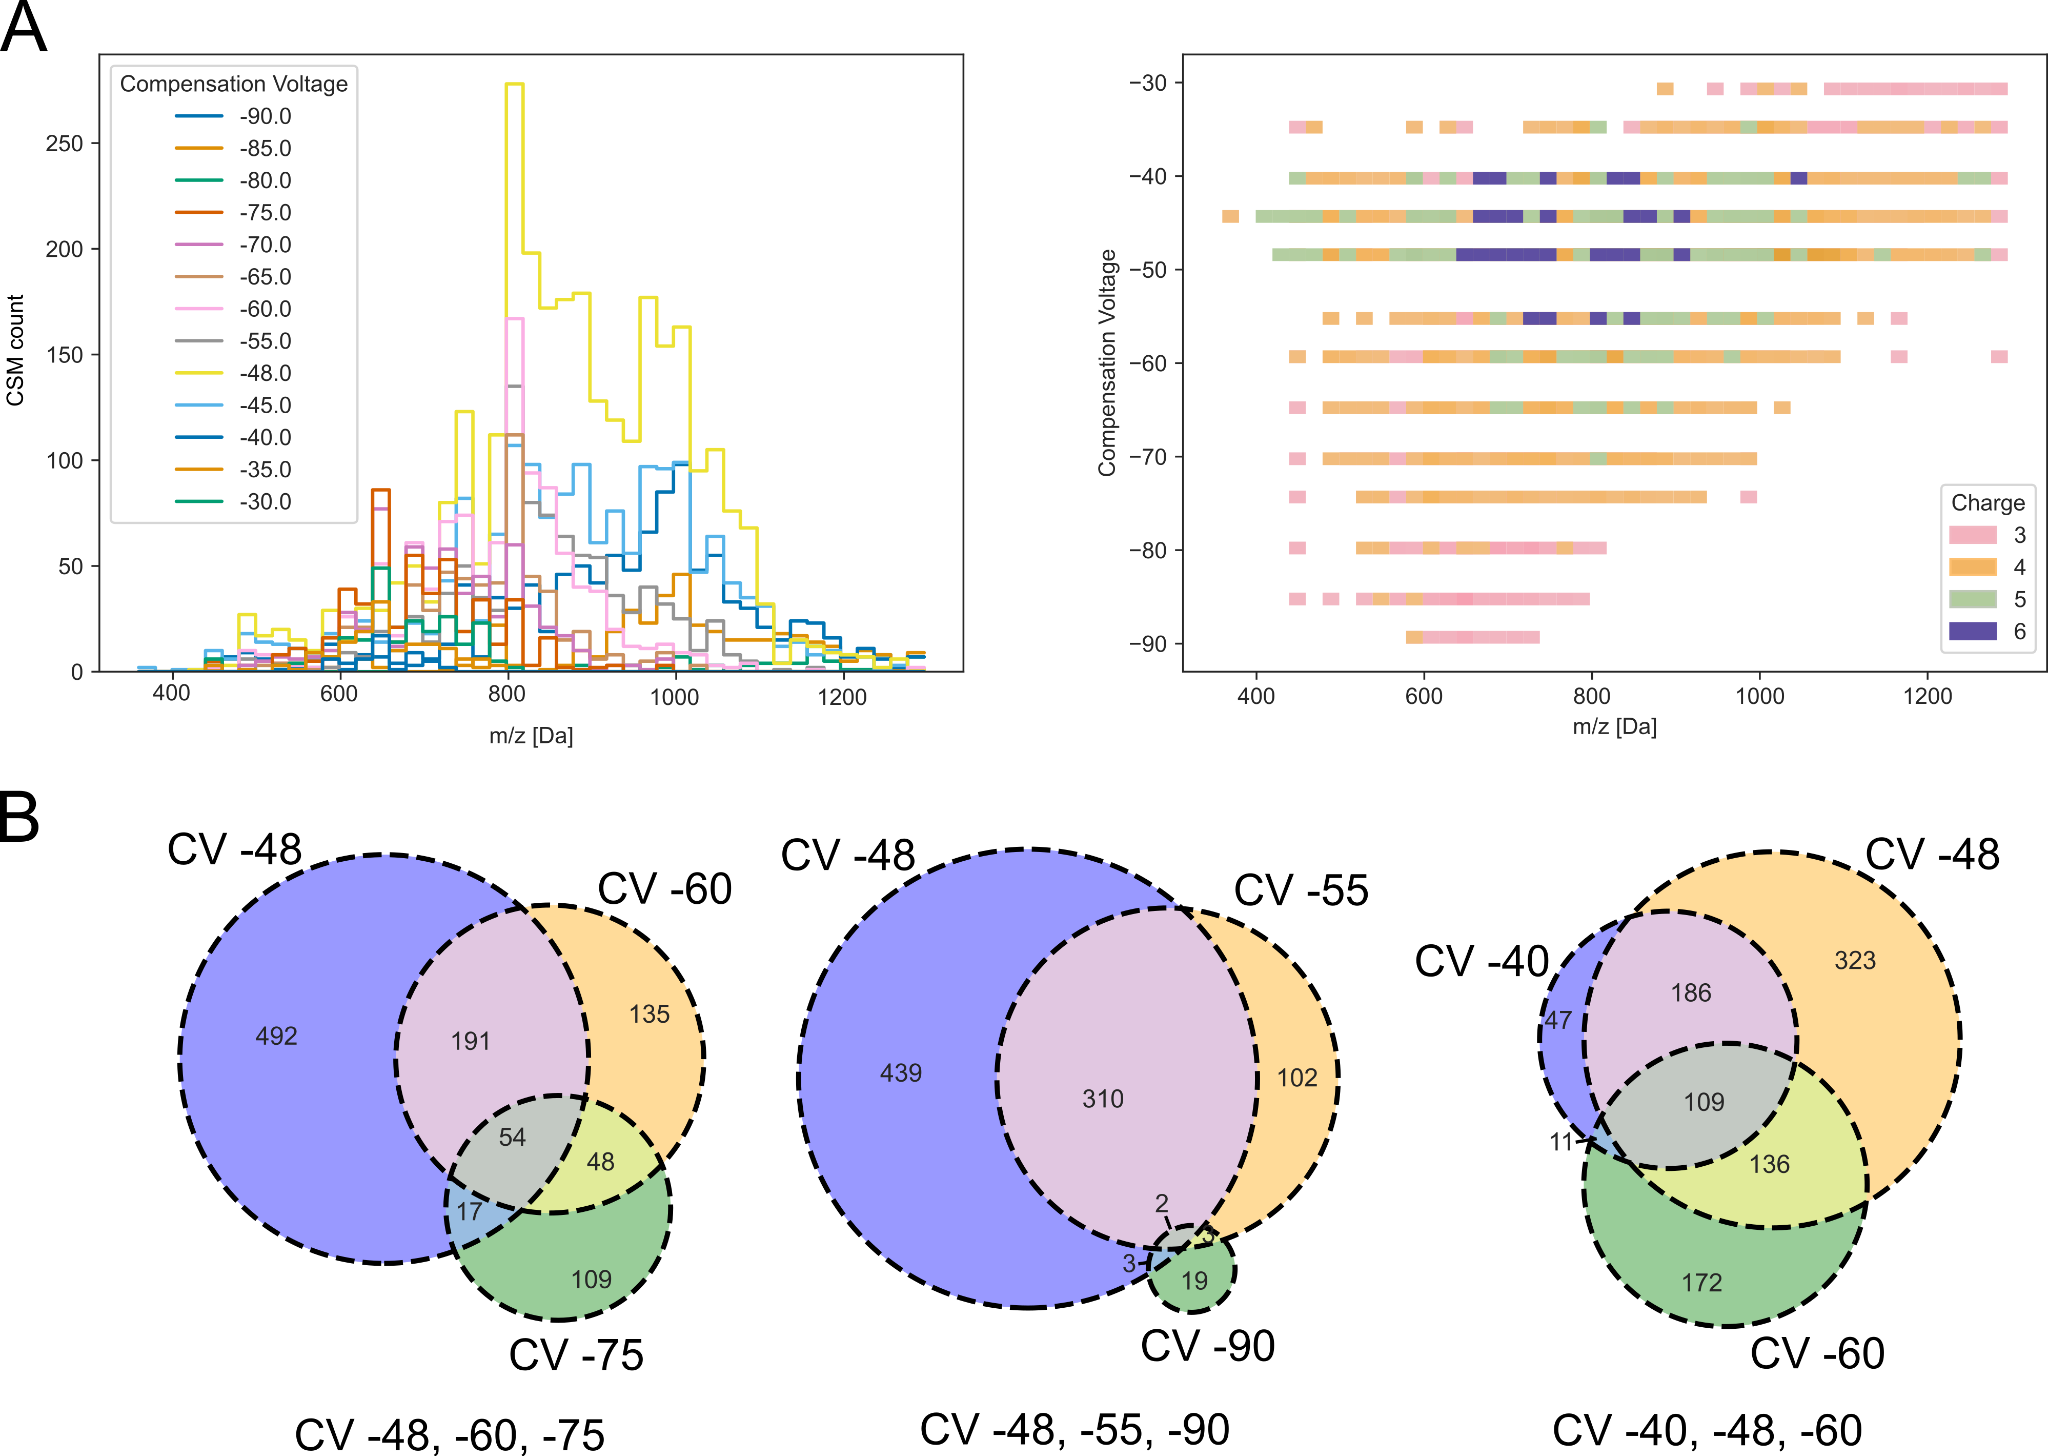 A
Compensation Voltage
-90.0
-85.0
-80.0
-75.0
-70.0
-65.0
-60.0
-55.0
-48.0
-45.0
-40.0
-35.0
-30.0
CSM count
250
200
150
100
50
0
400 600 800 1000 1200
m/z [Da]
Compensation Voltage
−30
−40
−50
−60
−70
−80
−90
Charge
3
4
5
6
400 600 800 1000 1200
m/z [Da]
B
CV -48
CV -60
492
191
135
54
48
17
109
CV -75
CV -48, -60, -75
CV -48
CV -55
439
310
102
2
3
3
19
CV -90
CV -48, -55, -90
CV -48
CV -40
323
186
47
109
11
136
172
CV -60
CV -40, -48, -60